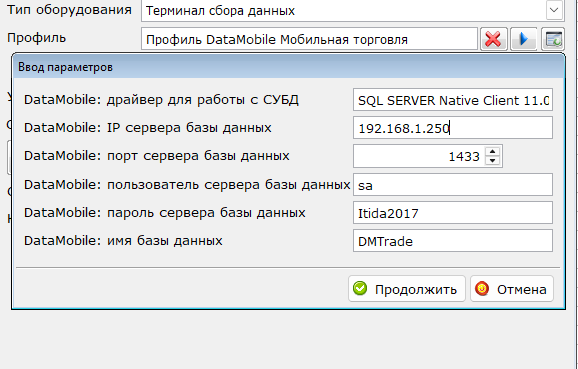 Тип оборудования Терминал сбора данных
Профиль Профиль DataMobile Мобильная торговля
Ввод параметров
DataMobile: драйвер для работы с СУБД SQL SERVER Native Client 11.0
DataMobile: IP сервера базы данных 192.168.1.250
DataMobile: порт сервера базы данных 1433
DataMobile: пользователь сервера базы данных sa
DataMobile: пароль сервера базы данных Itida2017
DataMobile: имя базы данных DMTrade
Продолжить Отмена